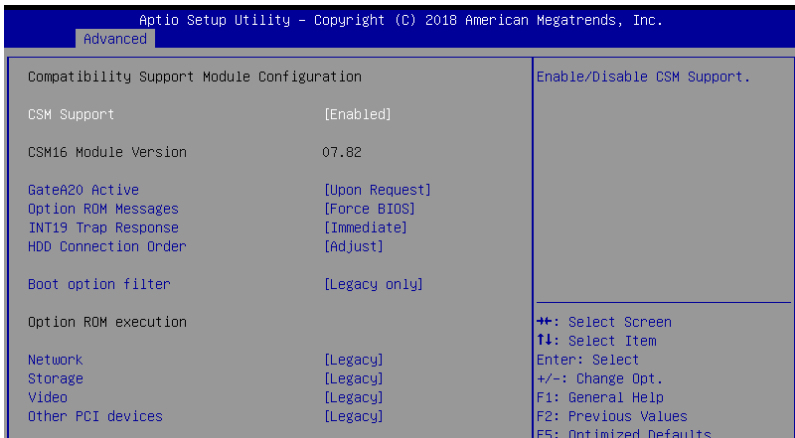 Aptio Setup Utility – Copyright (C) 2018 American Megatrends, Inc.
Advanced
Compatibility Support Module Configuration
CSM Support [Enabled]
CSM16 Module Version 07.82
GateA20 Active [Upon Request]
Option ROM Messages [Force BIOS]
INT19 Trap Response [Immediate]
HDD Connection Order [Adjust]
Boot option filter [Legacy only]
Option ROM execution
Network [Legacy]
Storage [Legacy]
Video [Legacy]
Other PCI devices [Legacy]
Enable/Disable CSM Support.
→←: Select Screen
↑↓: Select Item
Enter: Select
+/-: Change Opt.
F1: General Help
F2: Previous Values
F5: Optimized Defaults